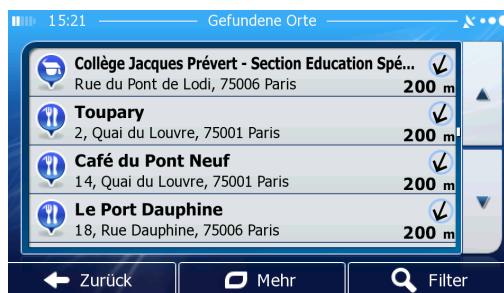 15:21 Gefundene Orte
Collège Jacques Prévert - Section Education Spé...
Rue du Pont de Lodi, 75006 Paris
200 m
Toupary
2, Quai du Louvre, 75001 Paris
200 m
Café du Pont Neuf
14, Quai du Louvre, 75001 Paris
200 m
Le Port Dauphine
18, Rue Dauphine, 75006 Paris
200 m
Zurück Mehr Filter